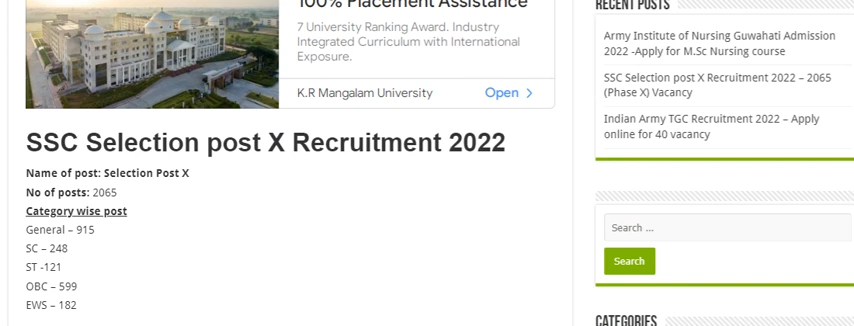 100% Placement Assistance
7 University Ranking Award. Industry
Integrated Curriculum with International
Exposure.
K.R Mangalam University
Open
SSC Selection post X Recruitment 2022
Name of post: Selection Post X
No of posts: 2065
Category wise post
General – 915
SC – 248
ST -121
OBC – 599
EWS – 182
RECENT POSTS
Army Institute of Nursing Guwahati Admission
2022 -Apply for M.Sc Nursing course
SSC Selection post X Recruitment 2022 – 2065
(Phase X) Vacancy
Indian Army TGC Recruitment 2022 – Apply
online for 40 vacancy
Search ...
Search
CATEGORIES